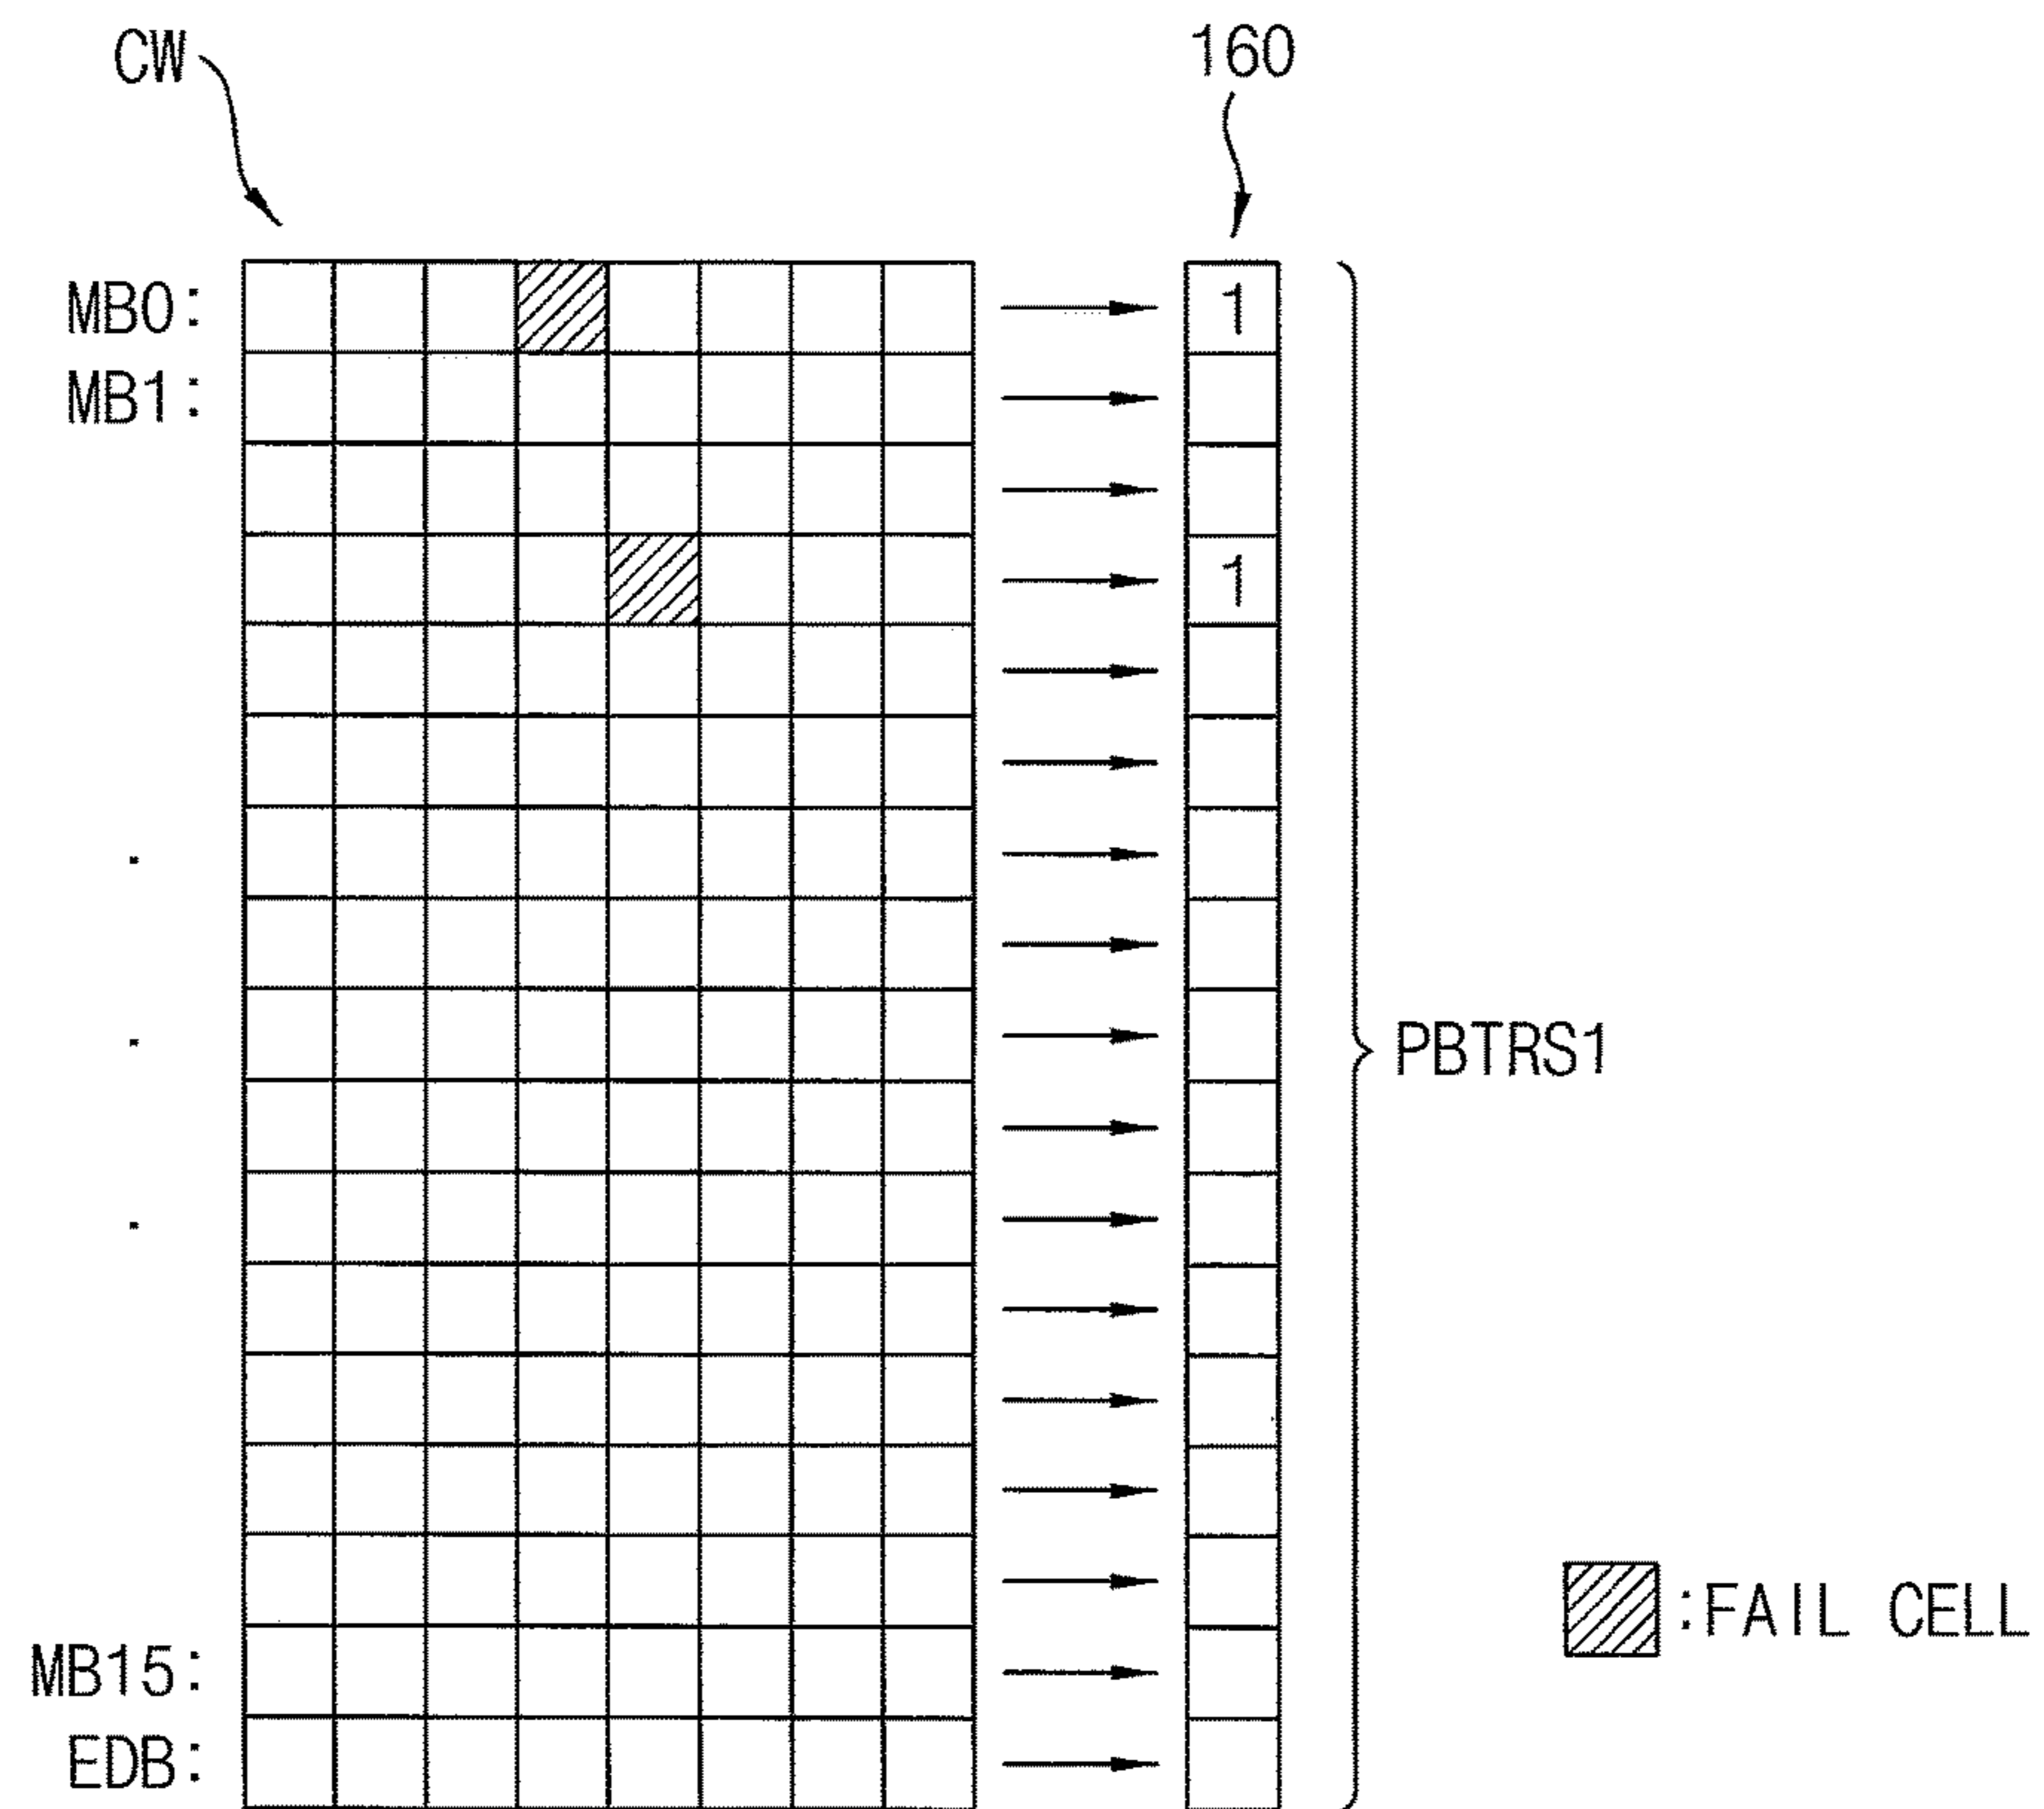 CW
160
MB0: 1
MB1:
1
PBTRS1
:FAIL CELL
MB15:
EDB: